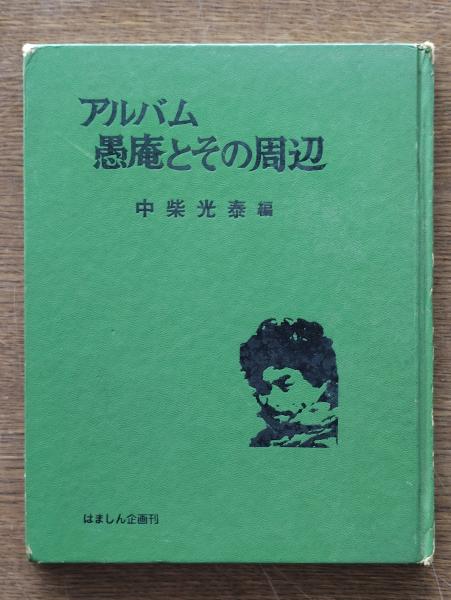 アルバム
愚庵とその周辺
中柴光泰編
はましん企画刊